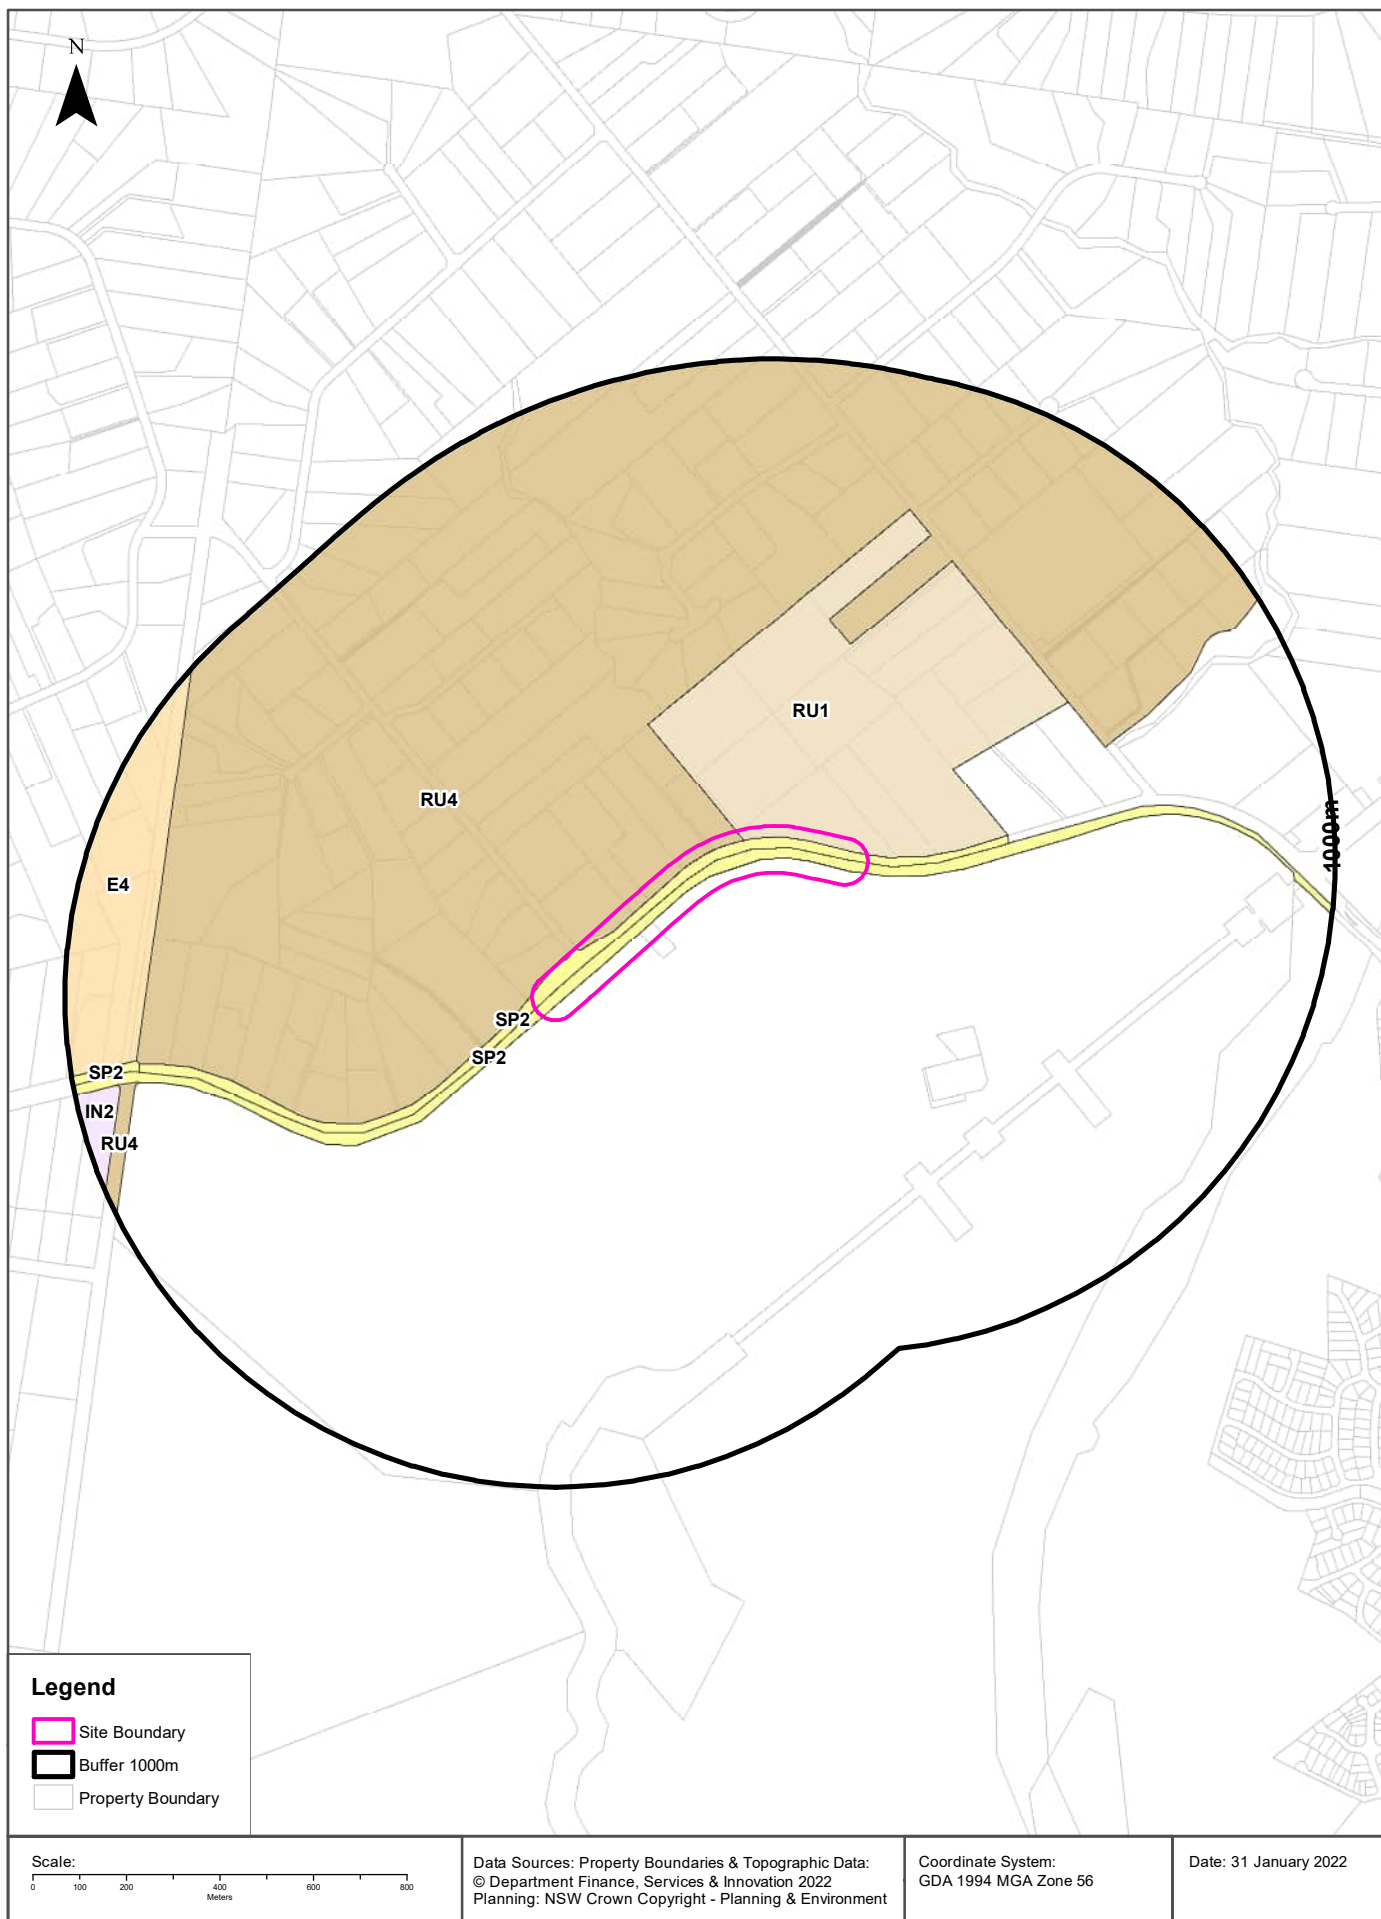 N
1000m
RU1
RU4
E4
SP2
SP2
SP2
IN2
RU4
Legend
Site Boundary
Buffer 1000m
Property Boundary
Scale:
0 100 200 400 600 800
Meters
Data Sources: Property Boundaries & Topographic Data:
© Department Finance, Services & Innovation 2022
Planning: NSW Crown Copyright - Planning & Environment
Coordinate System:
GDA 1994 MGA Zone 56
Date: 31 January 2022